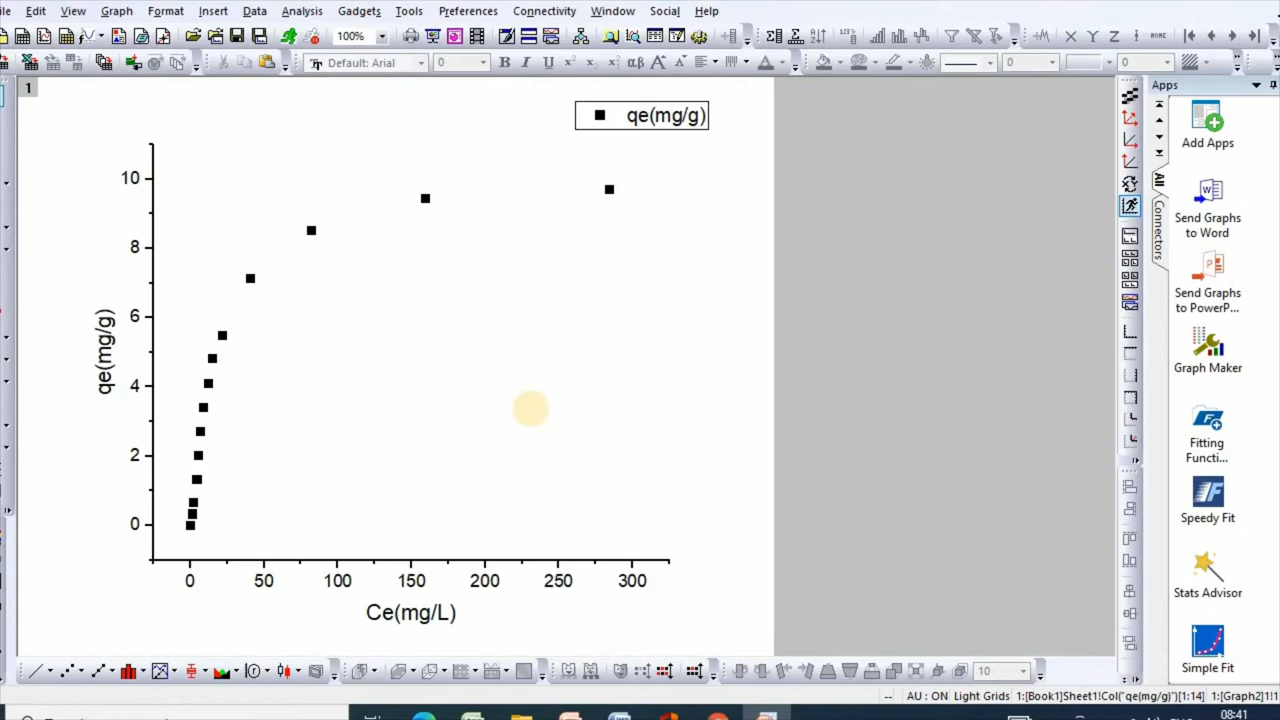 Edit View Graph Format Insert Data Analysis Gadgets Tools Preferences Connectivity Window Social Help
100%
Default: Arial 0 B I U αβ A A A 0 0
1
Apps
qe(mg/g)
Add Apps
All
Connectors
Send Graphs
to Word
Send Graphs
to PowerP...
Graph Maker
Fitting
Functi...
Speedy Fit
Stats Advisor
Simple Fit
10
8
6
4
2
0
qe(mg/g)
0 50 100 150 200 250 300
Ce(mg/L)
10
-- AU : ON Light Grids 1:[Book1]Sheet1!Col("qe(mg/g)")[1:14] 1:[Graph2]1!1
08:41